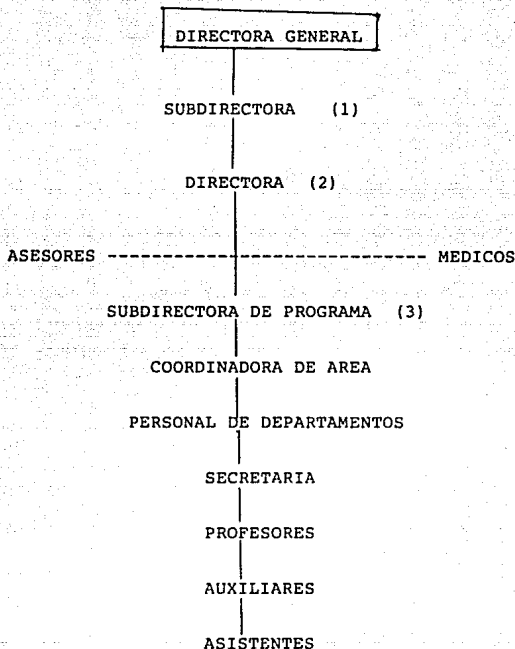 DIRECTORA GENERAL
SUBDIRECTORA (1)
DIRECTORA (2)
ASESORES ---------------------------- MEDICOS
SUBDIRECTORA DE PROGRAMA (3)
COORDINADORA DE AREA
PERSONAL DE DEPARTAMENTOS
SECRETARIA
PROFESORES
AUXILIARES
ASISTENTES